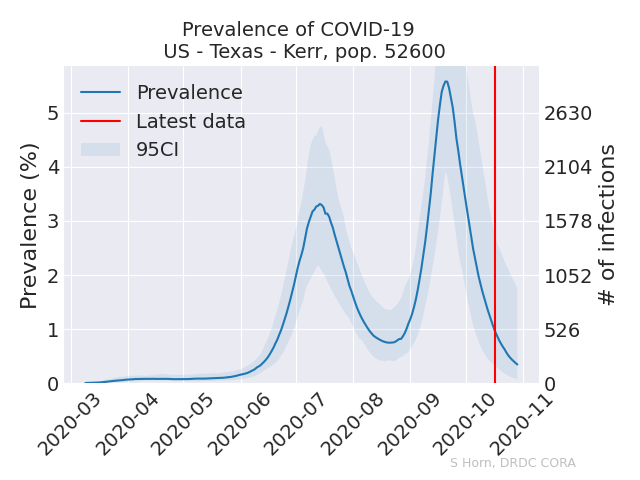 Prevalence of COVID-19
US - Texas - Kerr, pop. 52600
Prevalence
Latest data
95CI
Prevalence (%)
5
4
3
2
1
0
2630
2104
1578
1052
526
0
# of infections
2020-03
2020-04
2020-05
2020-06
2020-07
2020-08
2020-09
2020-10
2020-11
S Horn, DRDC CORA